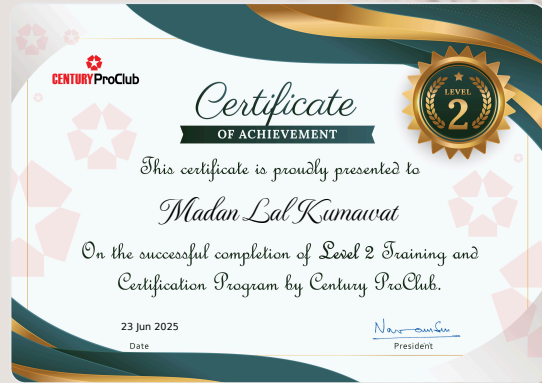 CENTURY ProClub
Certificate
OF ACHIEVEMENT
LEVEL
2
This certificate is proudly presented to
Madan Lal Kumawat
On the successful completion of Level 2 Training and
Certification Program by Century ProClub.
23 Jun 2025
Date
President